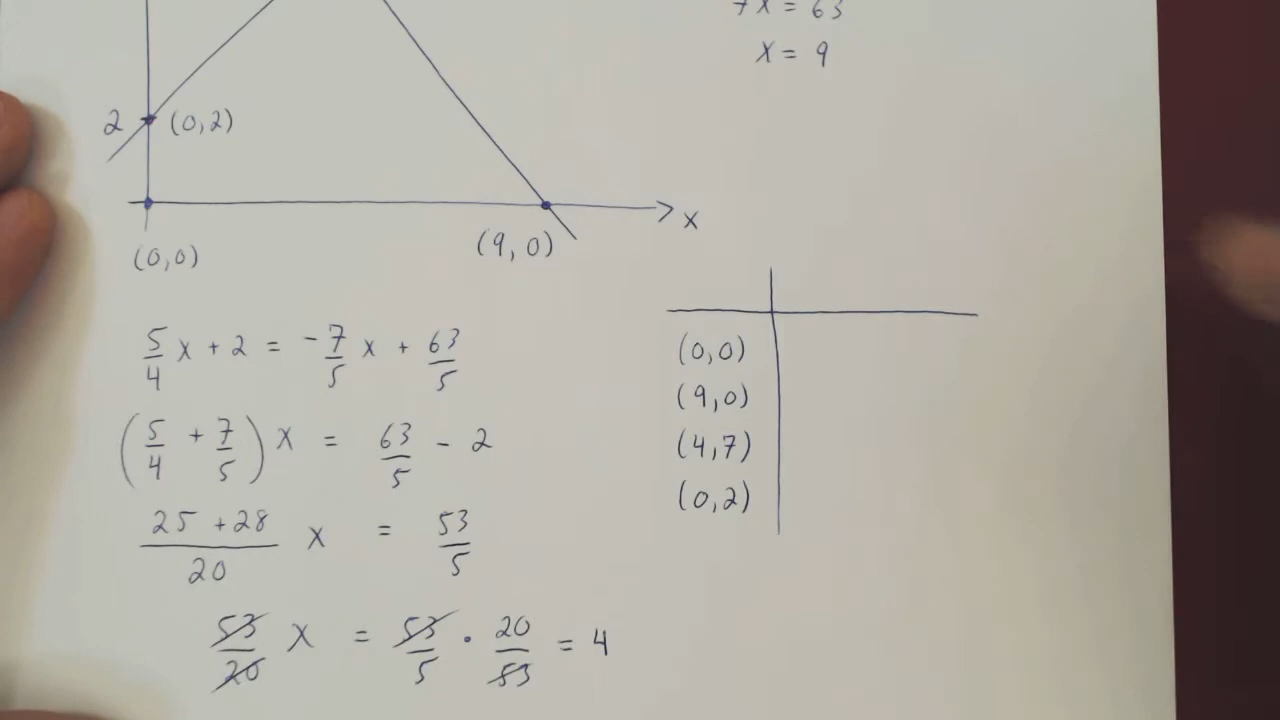 7x = 63
x = 9
2 (0,2)
x
(0,0)
(9,0)
5/4 x + 2 = -7/5 x + 63/5
(5/4 + 7/5) x = 63/5 - 2
25 + 28/20 x = 53/5
53/20 x = 53/5 · 20/53 = 4
(0,0)
(9,0)
(4,7)
(0,2)